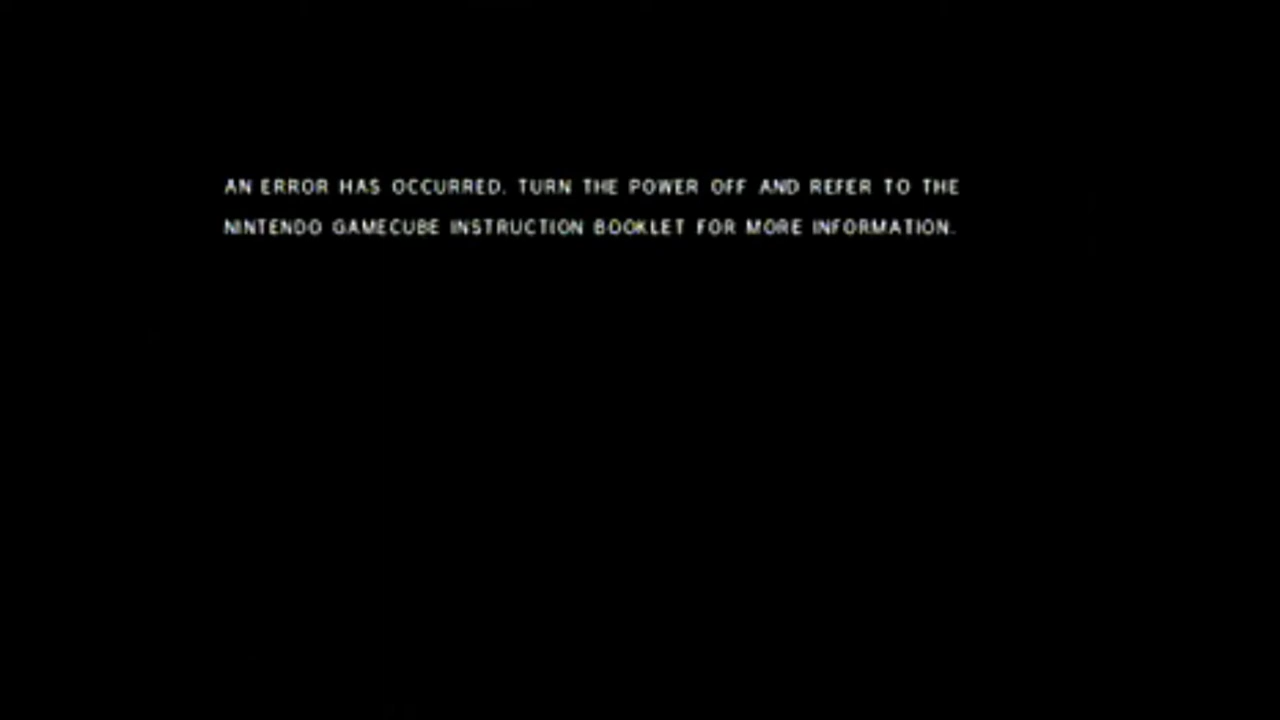 AN ERROR HAS OCCURRED. TURN THE POWER OFF AND REFER TO THE
NINTENDO GAMECUBE INSTRUCTION BOOKLET FOR MORE INFORMATION.